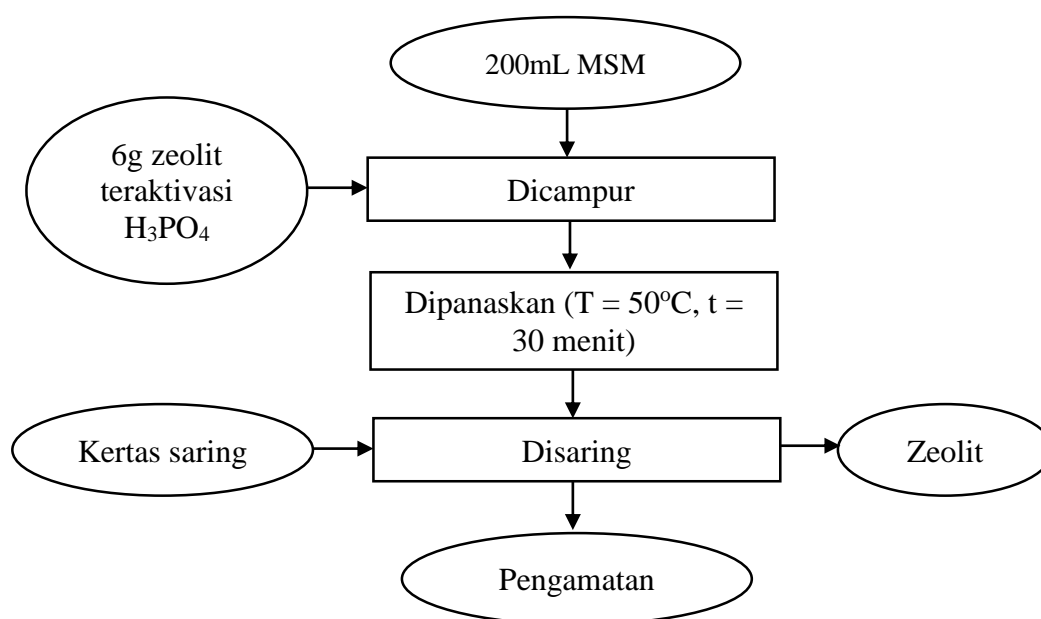 200mL MSM
6g zeolit
teraktivasi
H₃PO₄
Dicampur
Dipanaskan (T = 50°C, t =
30 menit)
Kertas saring
Disaring
Zeolit
Pengamatan